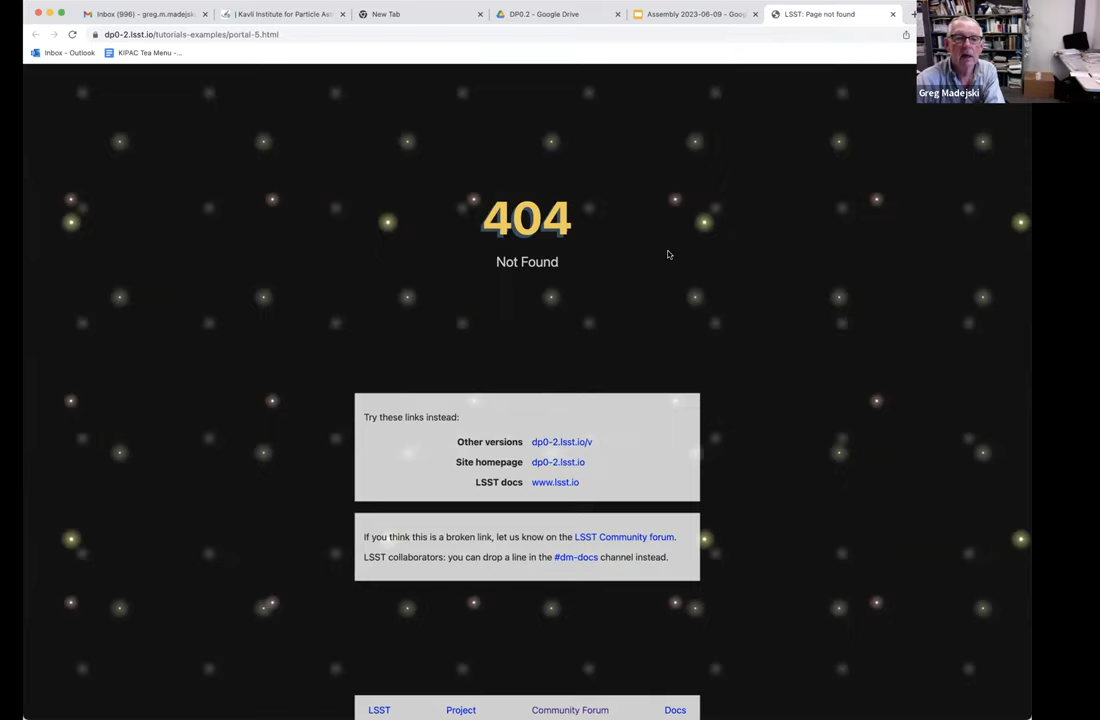 Inbox (996) - greg.m.madejsk
Kavli Institute for Particle Ast
New Tab
DP0.2 - Google Drive
Assembly 2023-06-09 - Goog
LSST: Page not found
dp0-2.lsst.io/tutorials-examples/portal-5.html
Inbox - Outlook
KIPAC Tea Menu -...
Greg Madejski
404
Not Found
Try these links instead:
Other versions dp0-2.lsst.io/v
Site homepage dp0-2.lsst.io
LSST docs www.lsst.io
If you think this is a broken link, let us know on the LSST Community forum.
LSST collaborators: you can drop a line in the #dm-docs channel instead.
LSST Project Community Forum Docs